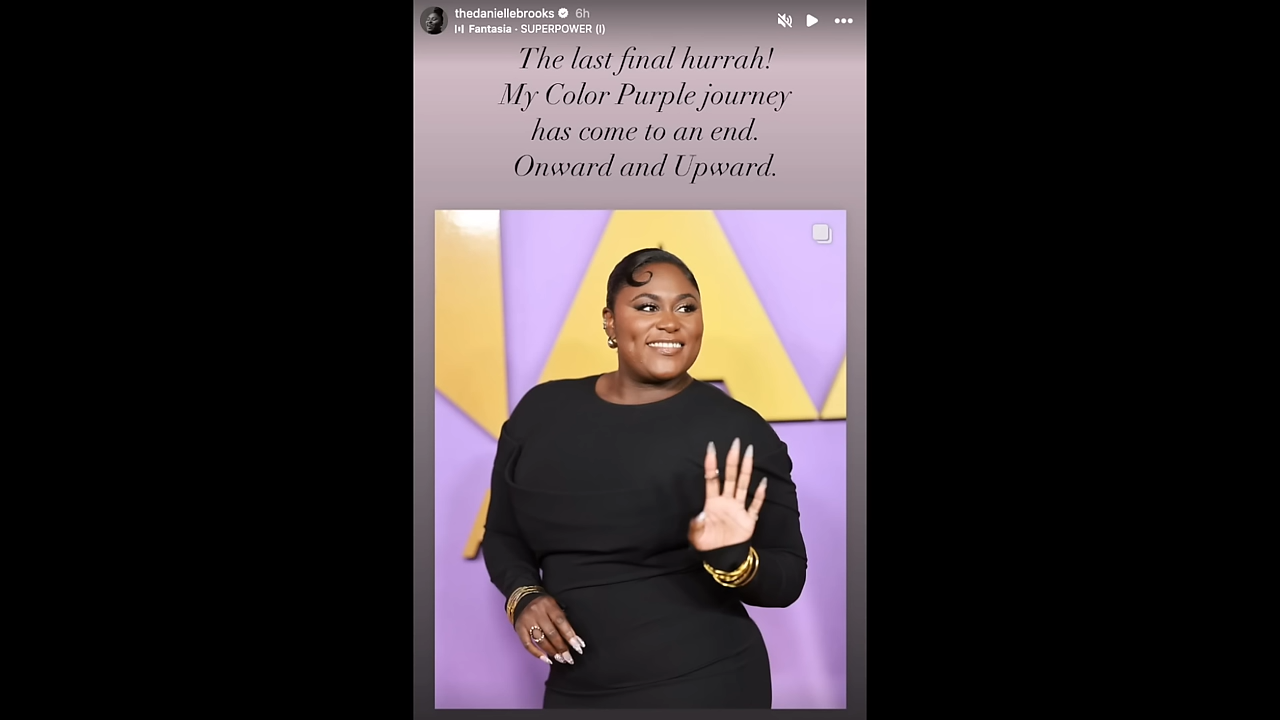 thedaniellebrooks 6h
Fantasia · SUPERPOWER (I)
The last final hurrah!
My Color Purple journey
has come to an end.
Onward and Upward.